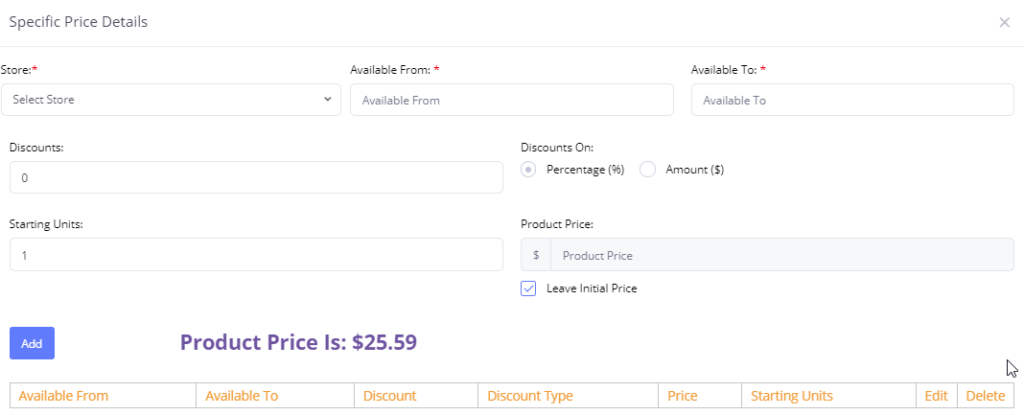 Specific Price Details
Store:* Available From: * Available To: *
Select Store Available From Available To
Discounts: Discounts On:
0 Percentage (%) Amount ($)
Starting Units: Product Price:
1 $ Product Price
Leave Initial Price
Add Product Price Is: $25.59
Available From Available To Discount Discount Type Price Starting Units Edit Delete